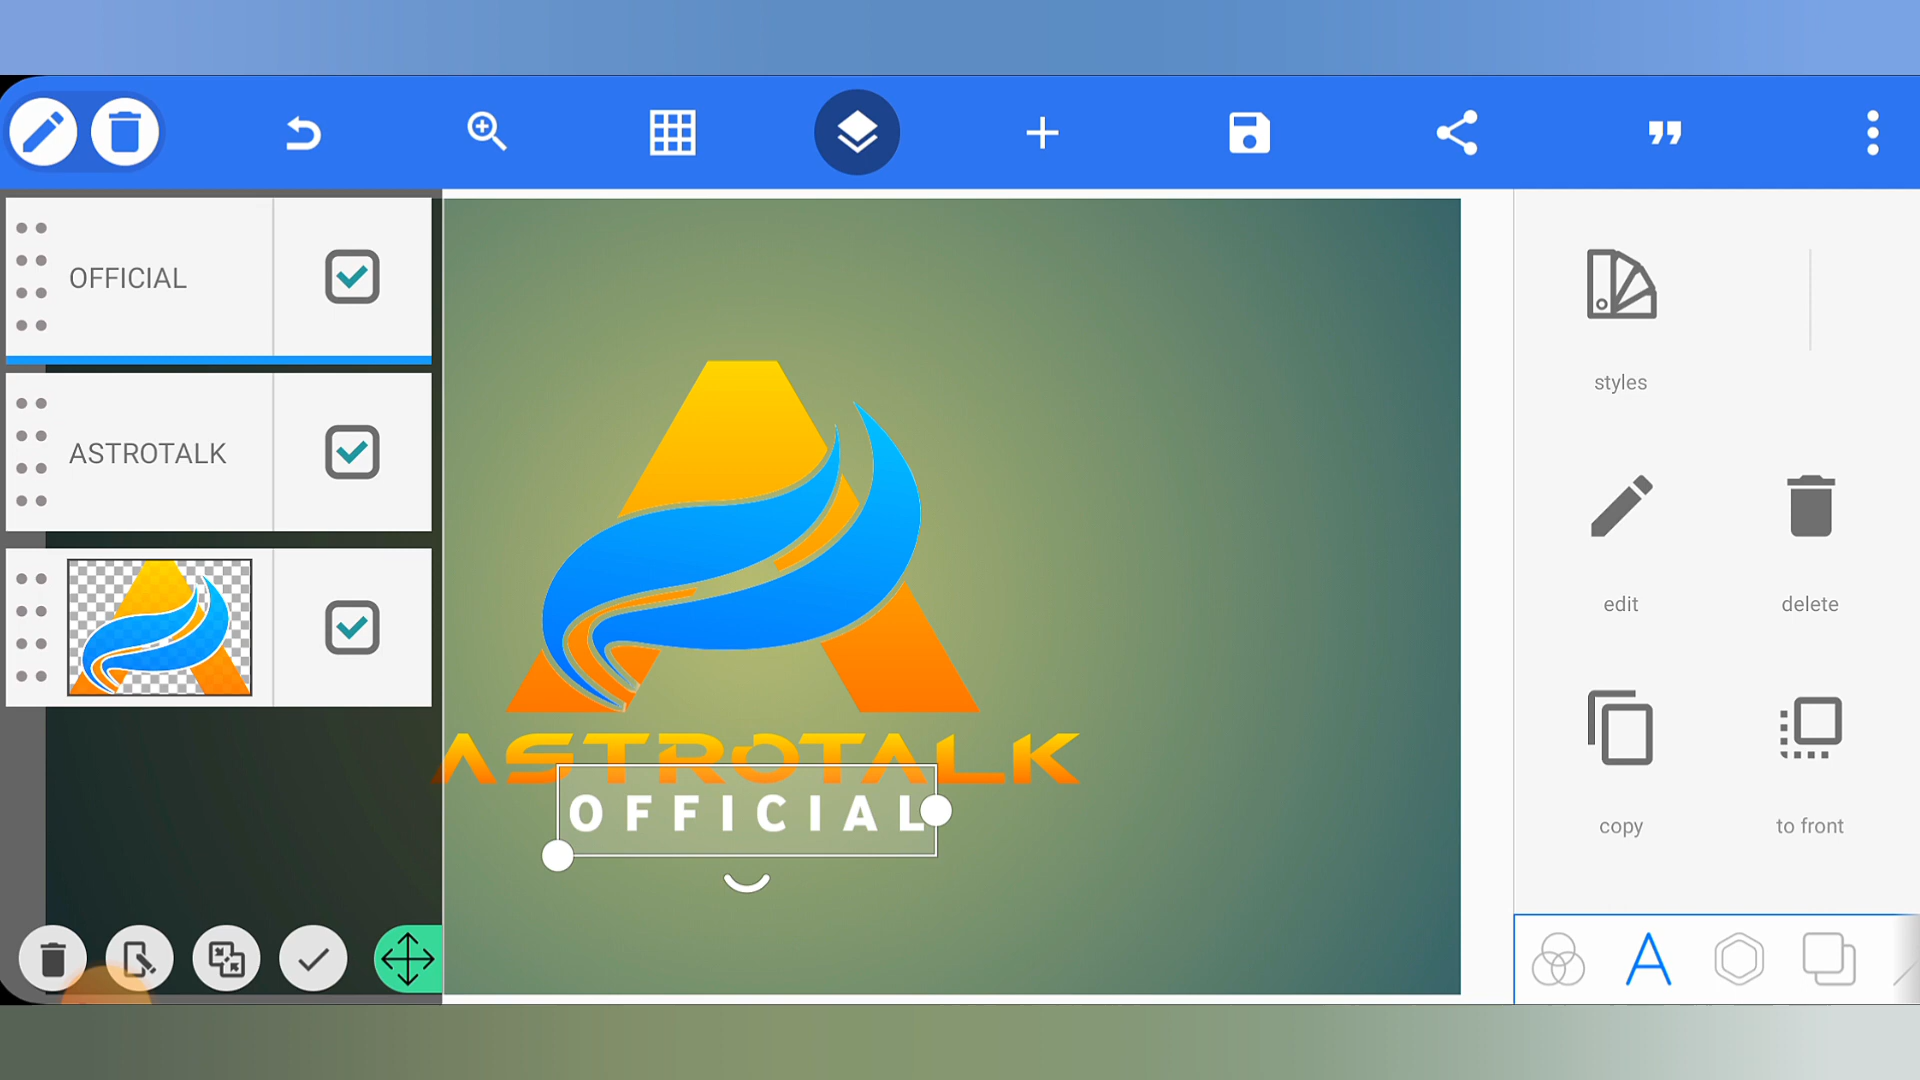 OFFICIAL
ASTROTALK
ASTROTALK
OFFICIAL
styles
edit
delete
copy
to front